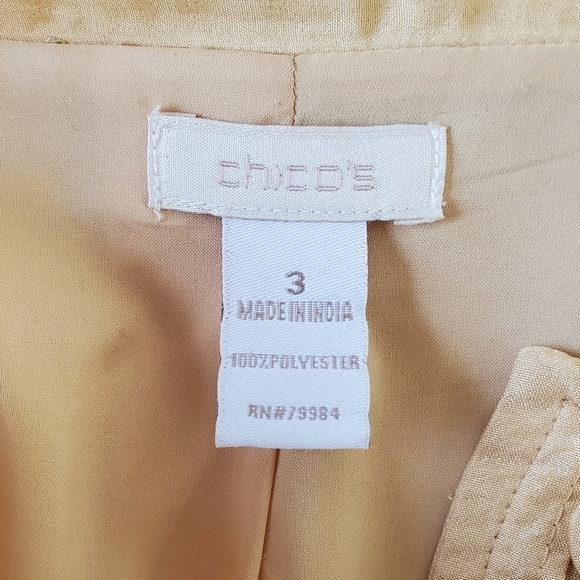 chico's
3
MADE IN INDIA
100% POLYESTER
RN#79984